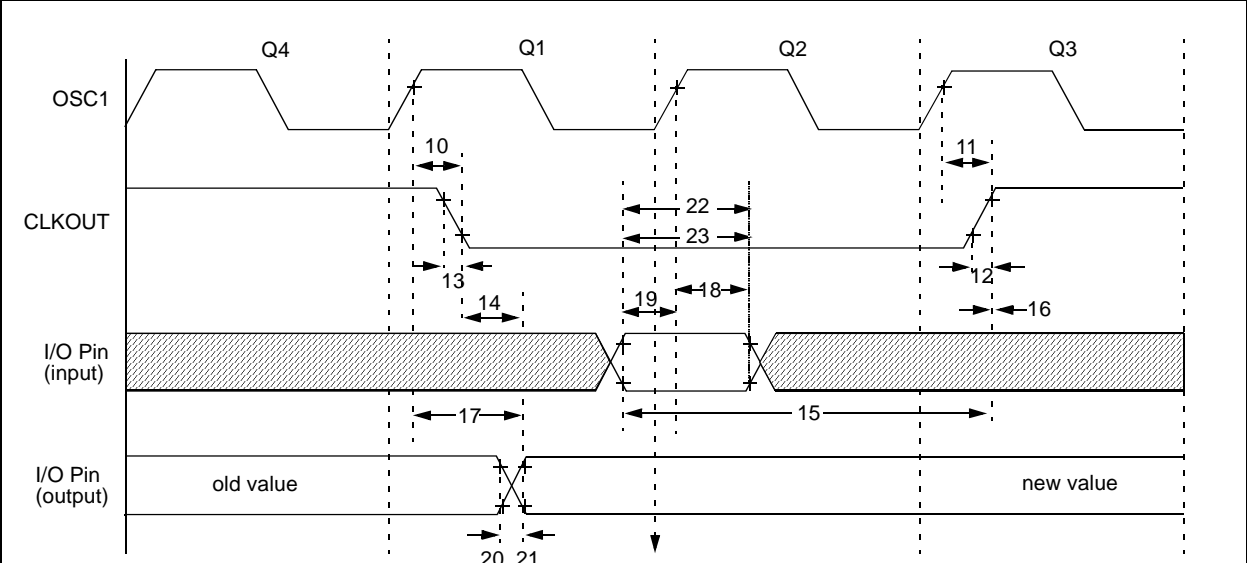 Q4 Q1 Q2 Q3
OSC1
10 11
CLKOUT
22
23
13 12
19 18
14 16
I/O Pin
(input)
17 15
I/O Pin
(output)
old value new value
20 21